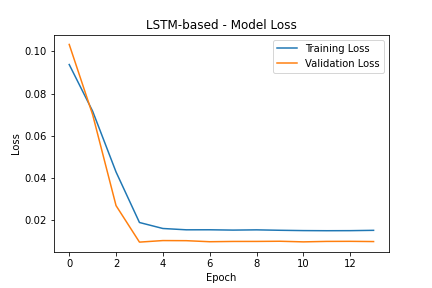 LSTM-based - Model Loss
Training Loss
Validation Loss
0.10
0.08
0.06
0.04
0.02
Loss
0 2 4 6 8 10 12
Epoch